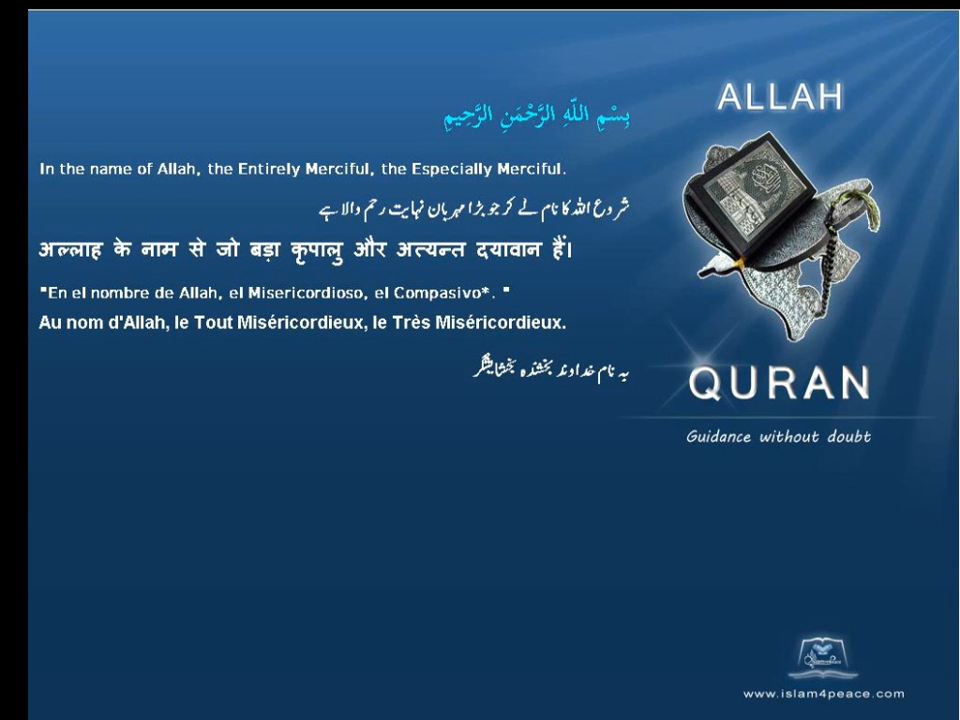 بِسْمِ اللّهِ الرَّحْمَنِ الرَّحِيمِ
In the name of Allah, the Entirely Merciful, the Especially Merciful.
شروع الله کا نام لے کر جو بڑا مہربان نہایت رحم والا ہے
अल्लाह के नाम से जो बड़ा कृपालु और अत्यन्त दयावान हैं।
"En el nombre de Allah, el Misericordioso, el Compasivo*. "
Au nom d'Allah, le Tout Miséricordieux, le Très Miséricordieux.
به نام خداوند بخشنده بخشایشگر
ALLAH
QURAN
Guidance without doubt
www.islam4peace.com